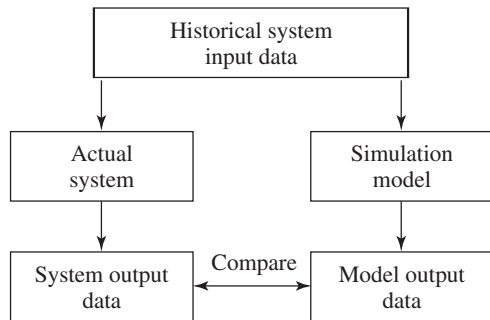 Historical system
input data
Actual
system
Simulation
model
System output
data
Compare
Model output
data